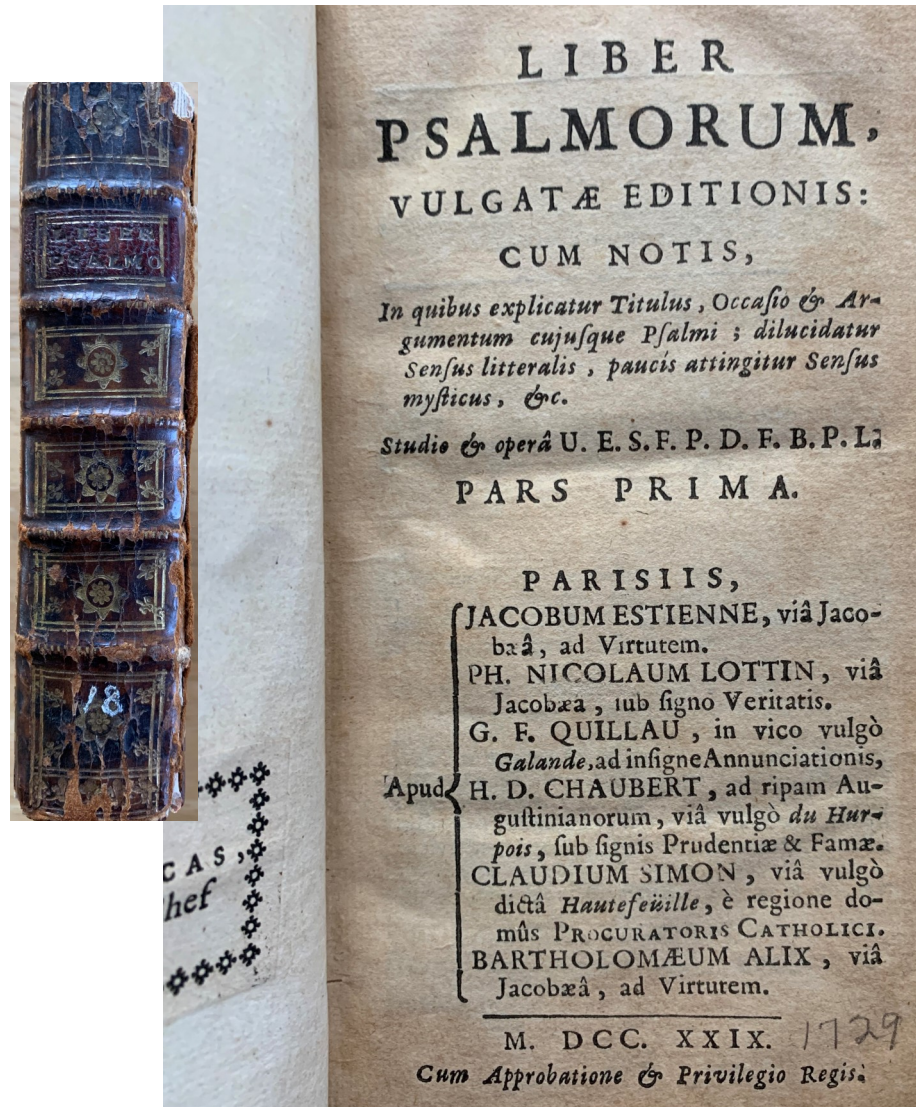 LIBER
PSALMO
18
CAS,
hef
LIBER
PSALMORUM,
VULGATÆ EDITIONIS:
CUM NOTIS,
In quibus explicatur Titulus, Occaſio & Ar-
gumentum cujuſque Pſalmi ; dilucidatur
Senſus litteralis , paucis attingitur Senſus
myſticus, &c.
Studio & operâ U. E. S. F. P. D. F. B. P. L.
PARS PRIMA.
PARISIIS,
Apud
JACOBUM ESTIENNE, viâ Jaco-
bæâ, ad Virtutem.
PH. NICOLAUM LOTTIN, viâ
Jacobæa, ſub ſigno Veritatis.
G. F. QUILLAU, in vico vulgò
Galande, ad inſigne Annunciationis,
H. D. CHAUBERT, ad ripam Au-
guſtinianorum, viâ vulgò du Hur-
pois, ſub ſignis Prudentiæ & Famæ.
CLAUDIUM SIMON, viâ vulgò
dictâ Hautefeüille, è regione do-
mûs PROCURATORIS CATHOLICI.
BARTHOLOMÆUM ALIX, viâ
Jacobæâ, ad Virtutem.
M. DCC. XXIX. 1729
Cum Approbatione & Privilegio Regis.